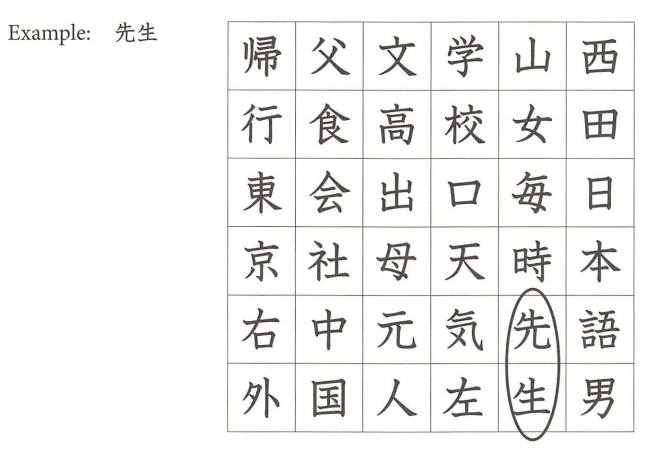 Example: 先生
帰 父 文 学 山 西
行 食 高 校 女 田
東 会 出 口 毎 日
京 社 母 天 時 本
右 中 元 気 先 語
外 国 人 左 生 男